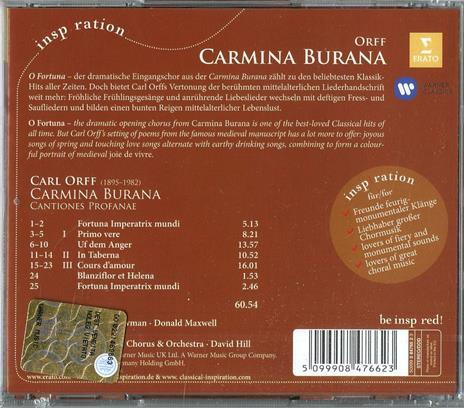 insp ration
ORFF
CARMINA BURANA
ERATO
WARNER CLASSICS
O Fortuna – der dramatische Eingangschor aus der Carmina Burana zählt zu den beliebtesten Klassik-
Hits aller Zeiten. Doch bietet Carl Orffs Vertonung der berühmten mittelalterlichen Liederhandschrift
weit mehr: Fröhliche Frühlingsgesänge und anrührende Liebeslieder wechseln mit deftigen Fress- und
Saufliedern und bilden einen bunten Reigen mittelalterlicher Lebenslust.
O Fortuna – the dramatic opening chorus from Carmina Burana is one of the best-loved Classical hits
of all time. But Carl Orff's setting of poems from the famous medieval manuscript has a lot more to offer: joyous
songs of spring and touching love songs alternate with earthy drinking songs, combining to form a colour-
ful portrait of medieval joie de vivre.
CARL ORFF (1895–1982)
CARMINA BURANA
CANTIONES PROFANAE
1–2 Fortuna Imperatrix mundi 5.13
3–5 I Primo vere 8.21
6–10 Uf dem Anger 13.57
11–14 II In Taberna 10.52
15–23 III Cours d'amour 16.01
24 Blanziflor et Helena 1.53
25 Fortuna Imperatrix mundi 2.46
60.54
insp ration
für/for
Freunde feurig-
monumentaler Klänge
Liebhaber großer
Chormusik
lovers of fiery and
monumental sounds
lovers of great
choral music
wman - Donald Maxwell
Chorus & Orchestra - David Hill
Warner Music UK Ltd. A Warner Music Group Company.
rmany Holding GmbH.
www.erato.com
www.classical-inspiration.com
be insp red!
5 099908 476623